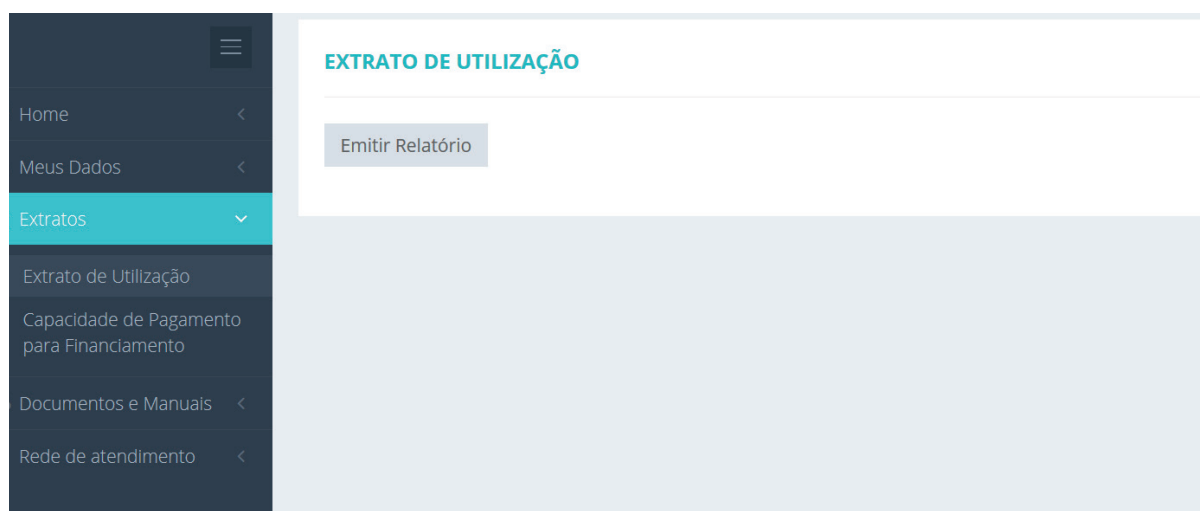 Home
Meus Dados
Extratos
Extrato de Utilização
Capacidade de Pagamento
para Financiamento
Documentos e Manuais
Rede de atendimento
EXTRATO DE UTILIZAÇÃO
Emitir Relatório